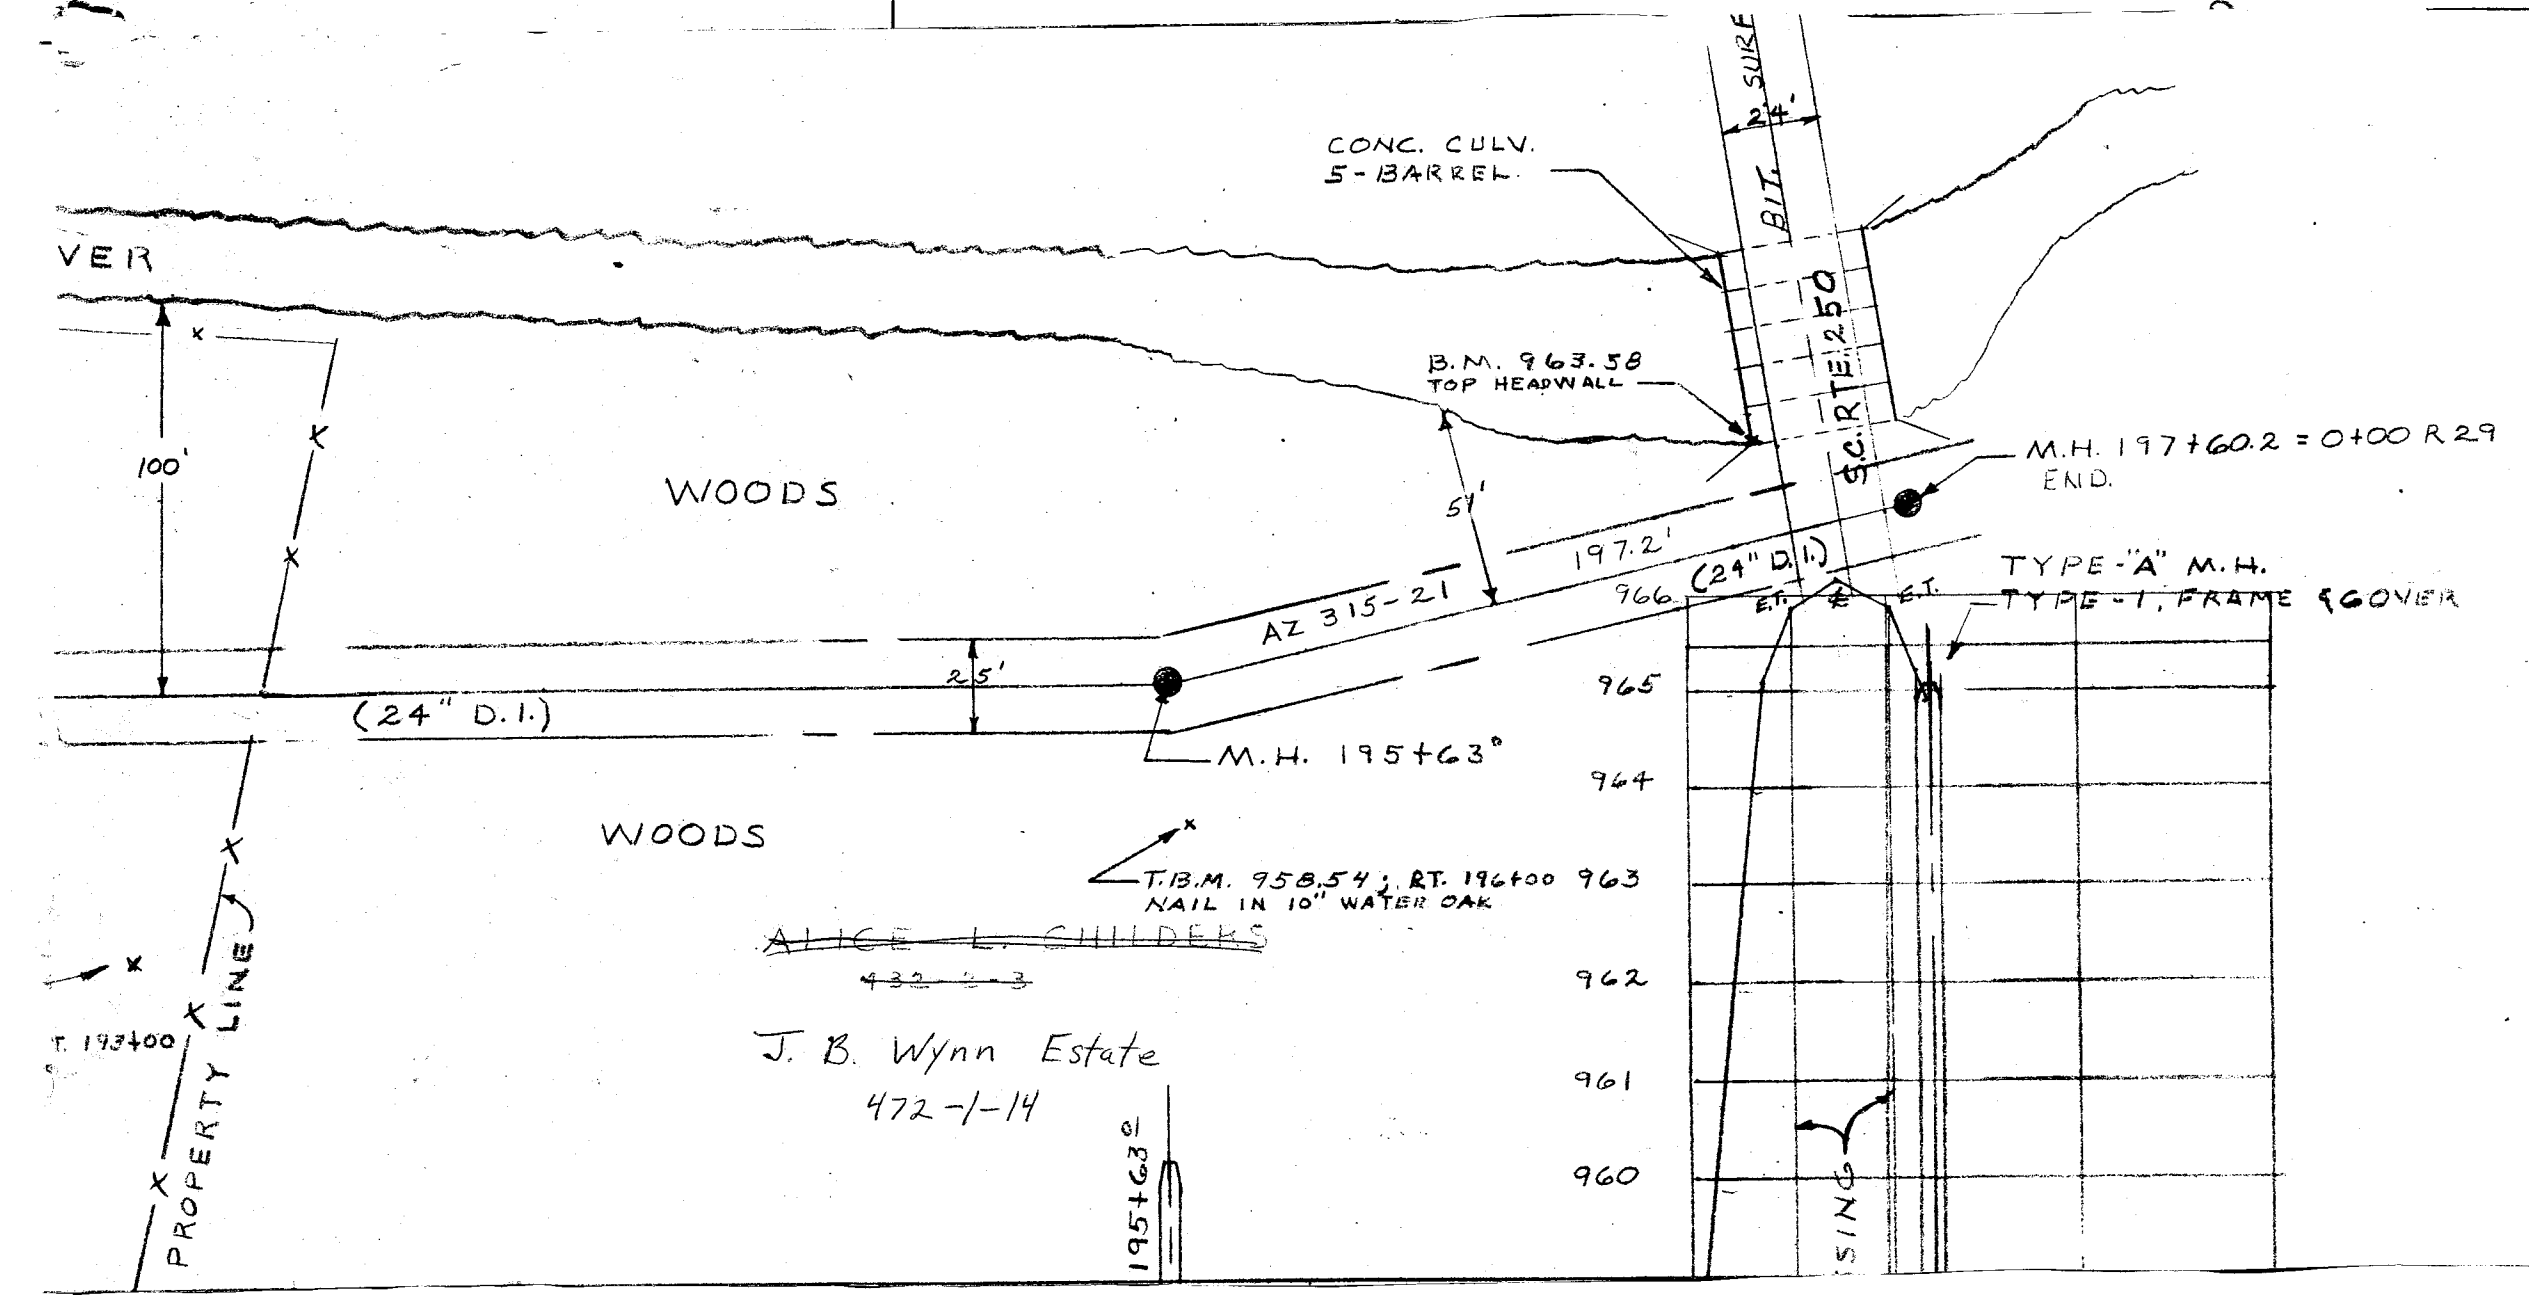 BIT. SURF
24'
CONC. CULV.
5-BARREL.
VER
S.C. RTE. 250
B.M. 963.58
TOP HEADWALL
M.H. 197+60.2 = 0+00 R 29
END.
100'
WOODS
51'
197.2'
(24" D.I.)
AZ 315-21
TYPE-"A" M.H.
TYPE-1, FRAME & COVER
966
E.T.
℄
E.T.
25'
965
(24" D.I.)
M.H. 195+63⁰
964
WOODS
T.B.M. 958.54; RT. 196+00
NAIL IN 10" WATER OAK
963
ALICE L. CHILDERS
962
J. B. Wynn Estate
472-1-14
T. 193+00
PROPERTY LINE
961
195+63⁰¹
960
SING